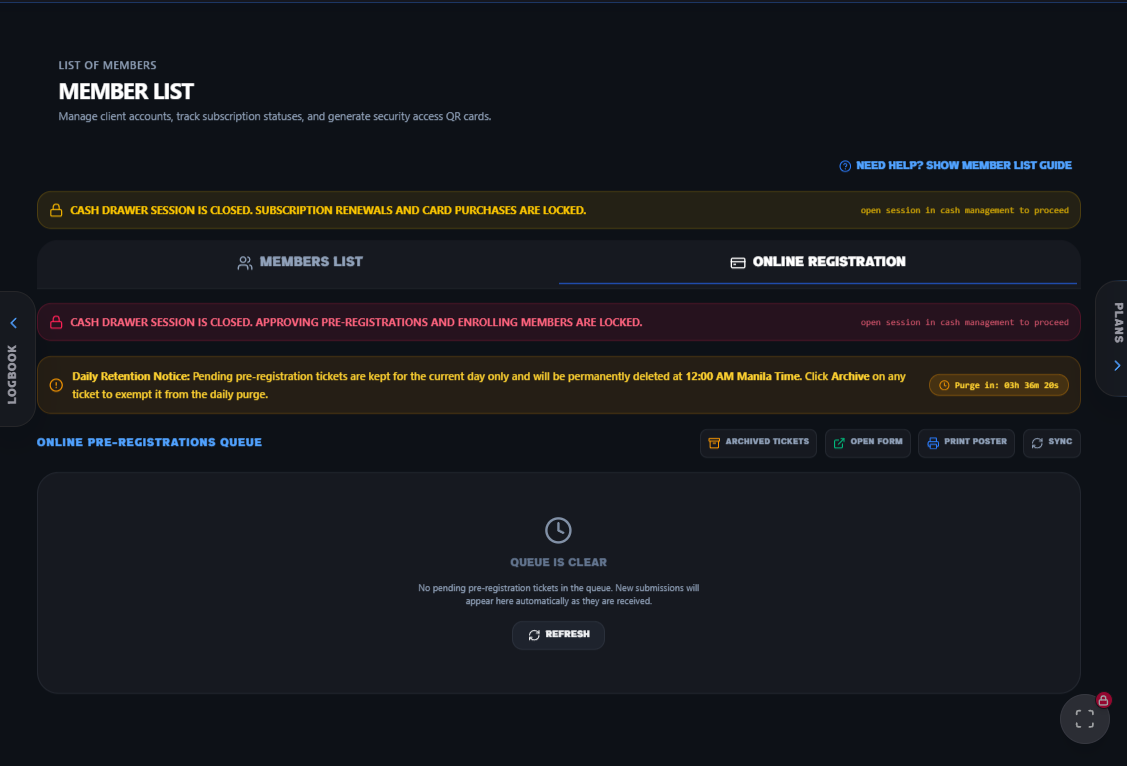 LIST OF MEMBERS
MEMBER LIST
Manage client accounts, track subscription statuses, and generate security access QR cards.
NEED HELP? SHOW MEMBER LIST GUIDE
CASH DRAWER SESSION IS CLOSED. SUBSCRIPTION RENEWALS AND CARD PURCHASES ARE LOCKED.
open session in cash management to proceed
MEMBERS LIST
ONLINE REGISTRATION
LOGBOOK
PLANS
CASH DRAWER SESSION IS CLOSED. APPROVING PRE-REGISTRATIONS AND ENROLLING MEMBERS ARE LOCKED.
open session in cash management to proceed
Daily Retention Notice: Pending pre-registration tickets are kept for the current day only and will be permanently deleted at 12:00 AM Manila Time. Click Archive on any
ticket to exempt it from the daily purge.
Purge in: 03h 36m 20s
ONLINE PRE-REGISTRATIONS QUEUE
ARCHIVED TICKETS
OPEN FORM
PRINT POSTER
SYNC
QUEUE IS CLEAR
No pending pre-registration tickets in the queue. New submissions will
appear here automatically as they are received.
REFRESH